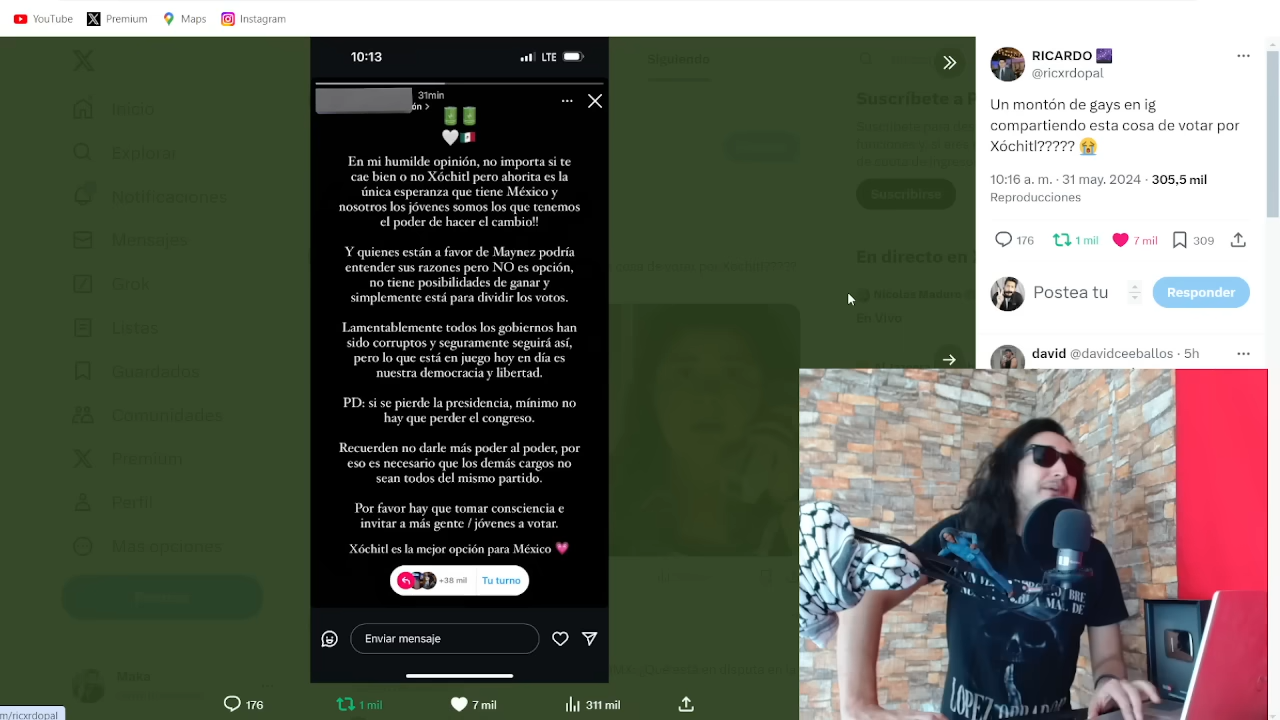 YouTube
Premium
Maps
Instagram
Inicio
Explorar
Notificaciones
Mensajes
Grok
Listas
Guardados
Comunidades
Premium
Perfil
Más opciones
Maka
Siguiendo
10:13
LTE
31min
ón >
En mi humilde opinión, no importa si te
cae bien o no Xóchitl pero ahorita es la
única esperanza que tiene México y
nosotros los jóvenes somos los que tenemos
el poder de hacer el cambio!!
Y quienes están a favor de Maynez podría
entender sus razones pero NO es opción,
no tiene posibilidades de ganar y
simplemente está para dividir los votos.
Lamentablemente todos los gobiernos han
sido corruptos y seguramente seguirá así,
pero lo que está en juego hoy en día es
nuestra democracia y libertad.
PD: si se pierde la presidencia, mínimo no
hay que perder el congreso.
Recuerden no darle más poder al poder, por
eso es necesario que los demás cargos no
sean todos del mismo partido.
Por favor hay que tomar consciencia e
invitar a más gente / jóvenes a votar.
Xóchitl es la mejor opción para México
+38 mil
Tu turno
Enviar mensaje
176
1 mil
7 mil
311 mil
m/ricxrdopal
Suscríbete a
Suscribirse
En directo en
Nicolas Maduro
En Vivo
RICARDO
@ricxrdopal
Un montón de gays en ig
compartiendo esta cosa de votar por
Xóchitl?????
10:16 a. m. · 31 may. 2024 · 305,5 mil
Reproducciones
176
1 mil
7 mil
309
Postea tu
Responder
david @davidceeballos · 5h
LOPEZ OBRADOR